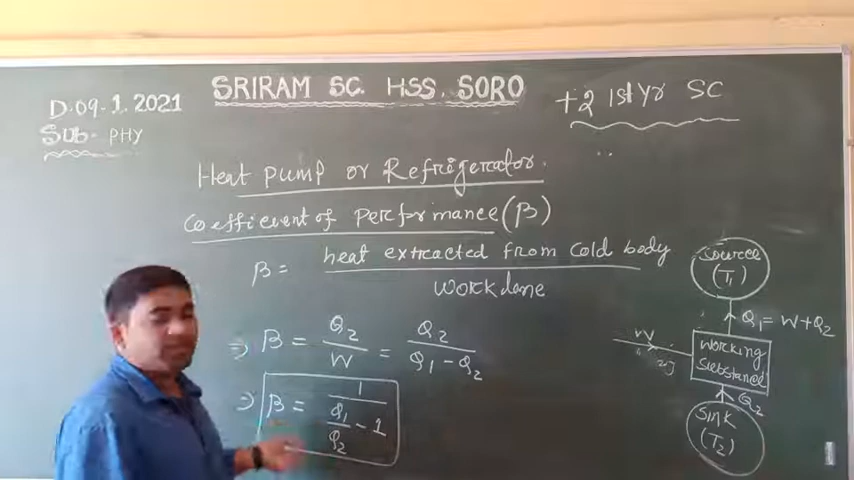 SRIRAM SC. HSS. SORO
D.09-1.2021
Sub- PHY
+2 1st Yr SC
Heat pump or Refrigerator.
Coefficient of performance (β)
β = heat extracted from cold body
Workdone
⇒ β = Q2/W = Q2/Q1-Q2
⇒ β = 1/Q1/Q2 - 1
Source
(T1)
Q1 = W+Q2
W
Working
Substance
Q2
Sink
(T2)